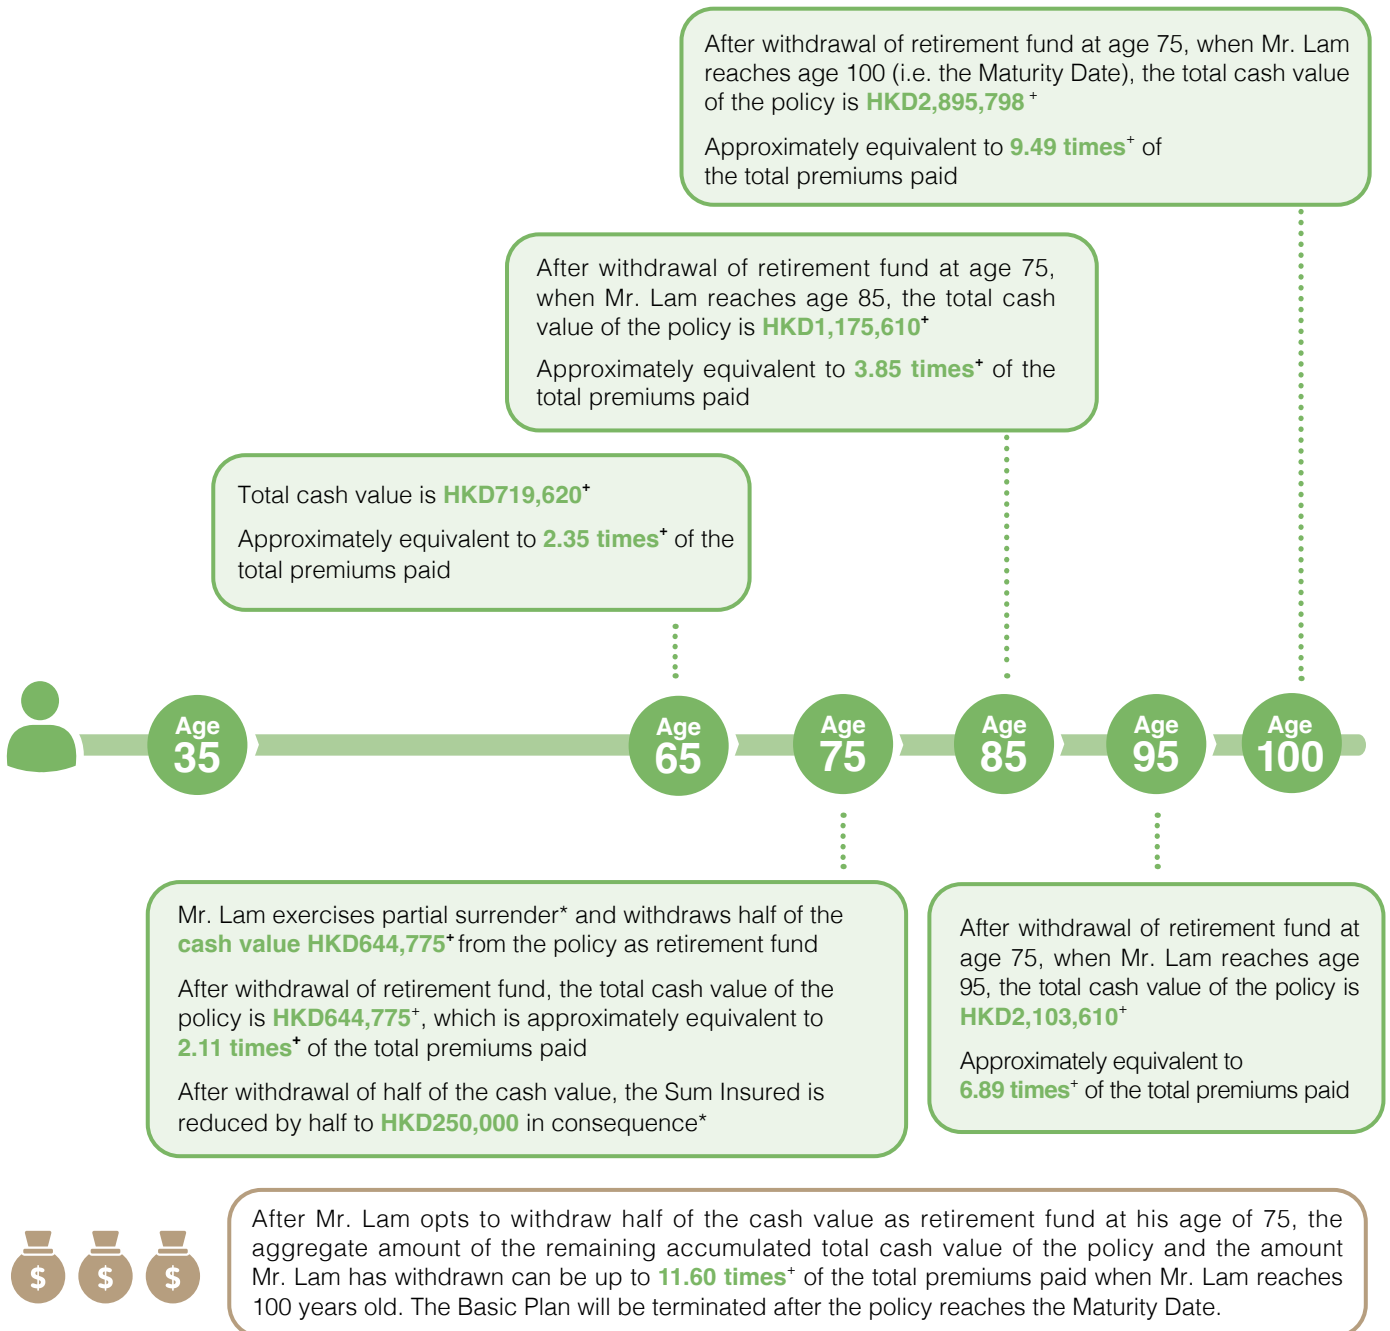 After withdrawal of retirement fund at age 75, when Mr. Lam
reaches age 100 (i.e. the Maturity Date), the total cash value
of the policy is HKD2,895,798 +
Approximately equivalent to 9.49 times+ of
the total premiums paid
After withdrawal of retirement fund at age 75,
when Mr. Lam reaches age 85, the total cash
value of the policy is HKD1,175,610+
Approximately equivalent to 3.85 times+ of the
total premiums paid
Total cash value is HKD719,620+
Approximately equivalent to 2.35 times+ of the
total premiums paid
Age
35
Age
65
Age
75
Age
85
Age
95
Age
100
Mr. Lam exercises partial surrender* and withdraws half of the
cash value HKD644,775+ from the policy as retirement fund
After withdrawal of retirement fund, the total cash value of the
policy is HKD644,775+, which is approximately equivalent to
2.11 times+ of the total premiums paid
After withdrawal of half of the cash value, the Sum Insured is
reduced by half to HKD250,000 in consequence*
After withdrawal of retirement fund at
age 75, when Mr. Lam reaches age
95, the total cash value of the policy is
HKD2,103,610+
Approximately equivalent to
6.89 times+ of the total premiums paid
$ $ $
After Mr. Lam opts to withdraw half of the cash value as retirement fund at his age of 75, the
aggregate amount of the remaining accumulated total cash value of the policy and the amount
Mr. Lam has withdrawn can be up to 11.60 times+ of the total premiums paid when Mr. Lam reaches
100 years old. The Basic Plan will be terminated after the policy reaches the Maturity Date.